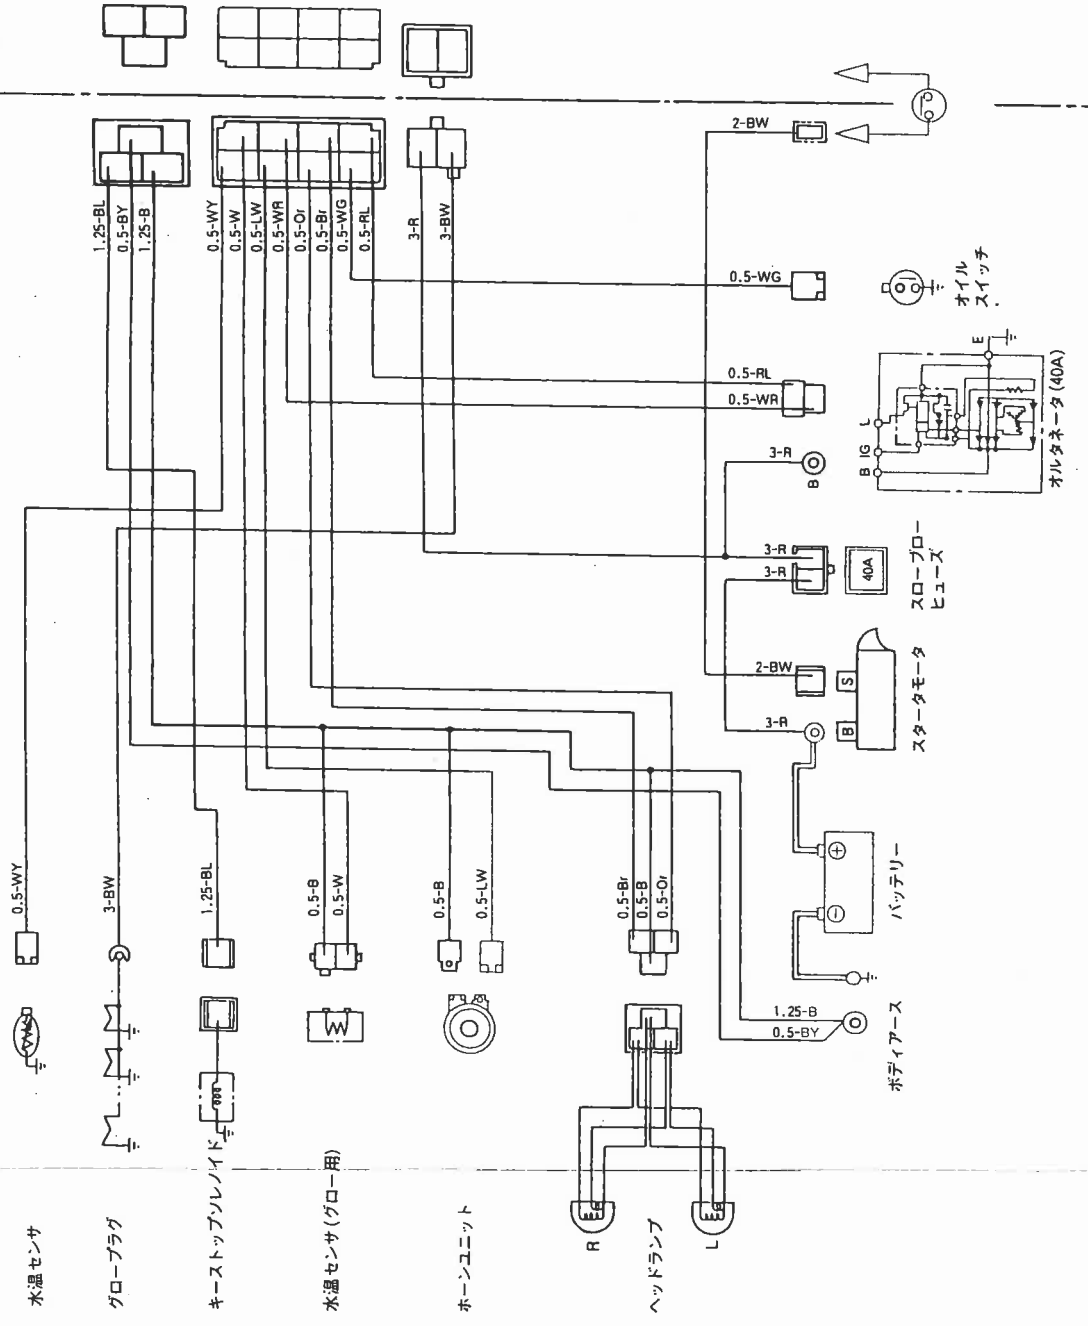 2-BW
1.25-BL
0.5-BY
1.25-B
0.5-WY
0.5-W
0.5-LW
0.5-WR
0.5-Or
0.5-Br
0.5-WG
0.5-RL
3-R
3-BW
0.5-WG
オイル
スイッチ
0.5-RL
0.5-WR
3-R
B
L
IG
B
E
オルタネータ(40A)
3-R
3-R
40A
スローブロー
ヒューズ
2-BW
3-R
S
B
スタータモータ
バッテリー
1.25-B
0.5-BY
ボディアース
0.5-WY
3-BW
1.25-BL
0.5-B
0.5-W
0.5-B
0.5-LW
0.5-Br
0.5-B
0.5-Or
R
L
水温センサ
グロープラグ
キーストップソレノイド
水温センサ(グロー用)
ホーンユニット
ヘッドランプ